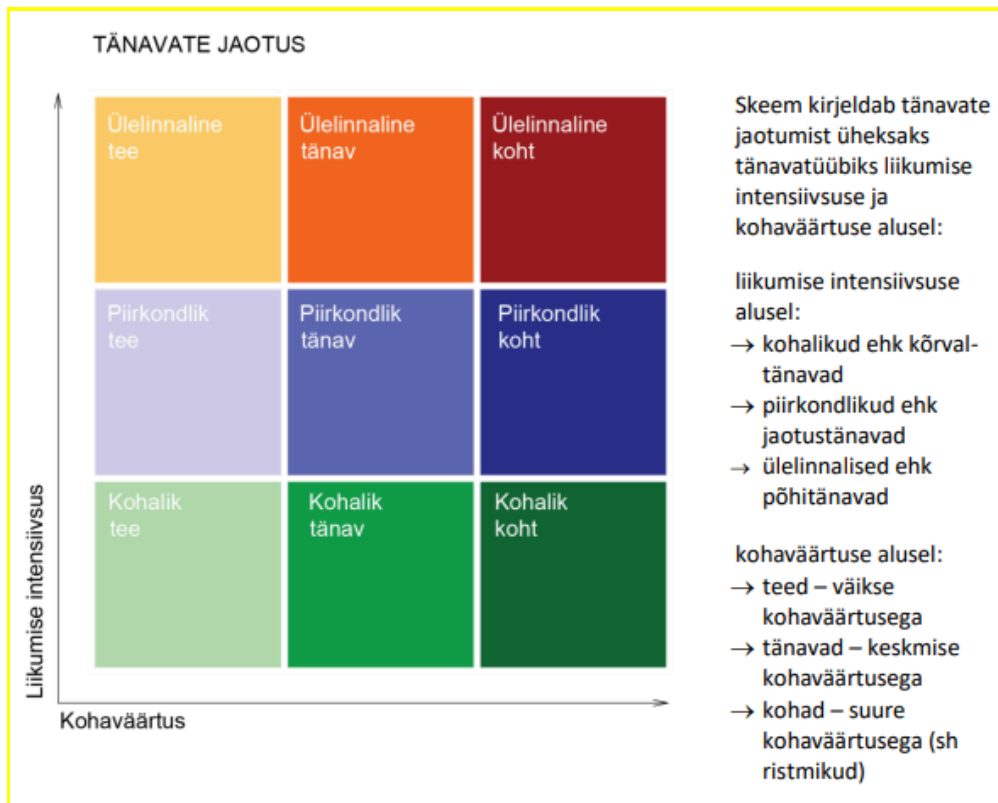 TÄNAVATE JAOTUS
Ülelinnaline
tee
Ülelinnaline
tänav
Ülelinnaline
koht
Piirkondlik
tee
Piirkondlik
tänav
Piirkondlik
koht
Kohalik
tee
Kohalik
tänav
Kohalik
koht
Liikumise intensiivsus
Kohaväärtus
Skeem kirjeldab tänavate
jaotumist üheksaks
tänavatüübiks liikumise
intensiivsuse ja
kohaväärtuse alusel:
liikumise intensiivsuse
alusel:
→ kohalikud ehk kõrval-
tänavad
→ piirkondlikud ehk
jaotustänavad
→ ülelinnalised ehk
põhitänavad
kohaväärtuse alusel:
→ teed – väikse
kohaväärtusega
→ tänavad – keskmise
kohaväärtusega
→ kohad – suure
kohaväärtusega (sh
ristmikud)